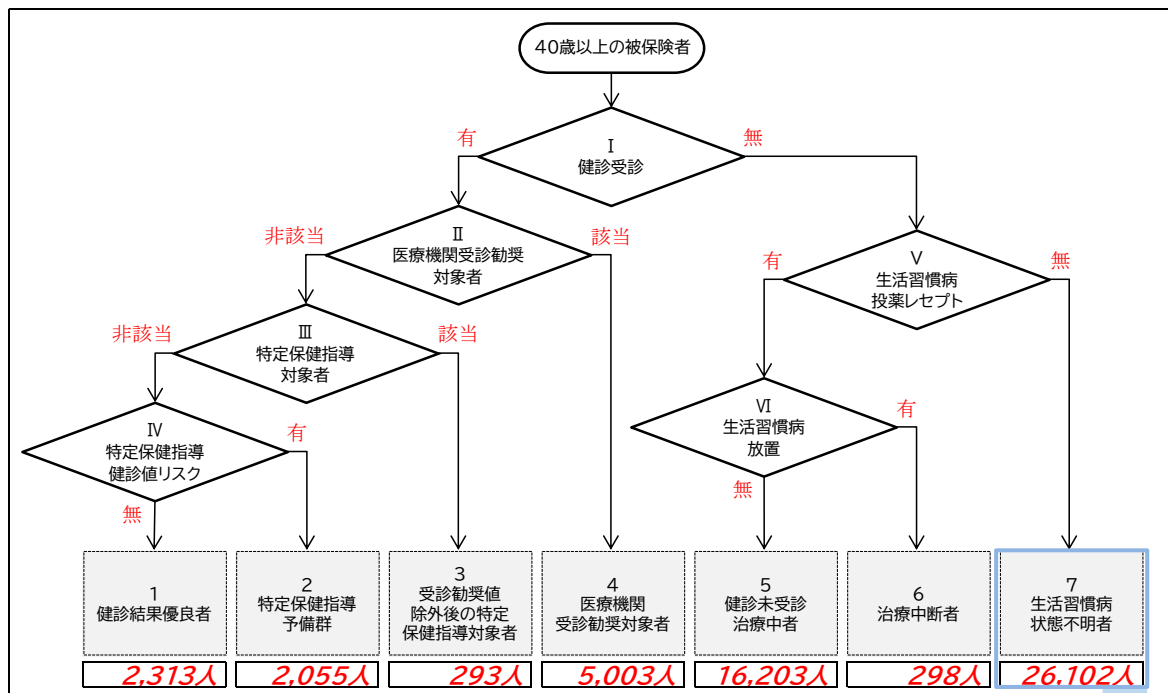 40歳以上の被保険者
有
無
Ⅰ
健診受診
非該当
該当
Ⅱ
医療機関受診勧奨
対象者
有
無
Ⅴ
生活習慣病
投薬レセプト
非該当
該当
Ⅲ
特定保健指導
対象者
有
Ⅵ
生活習慣病
放置
無
有
Ⅳ
特定保健指導
健診値リスク
無
1
健診結果優良者
2
特定保健指導
予備群
3
受診勧奨値
除外後の特定
保健指導対象者
4
医療機関
受診勧奨対象者
5
健診未受診
治療中者
6
治療中断者
7
生活習慣病
状態不明者
2,313人
2,055人
293人
5,003人
16,203人
298人
26,102人